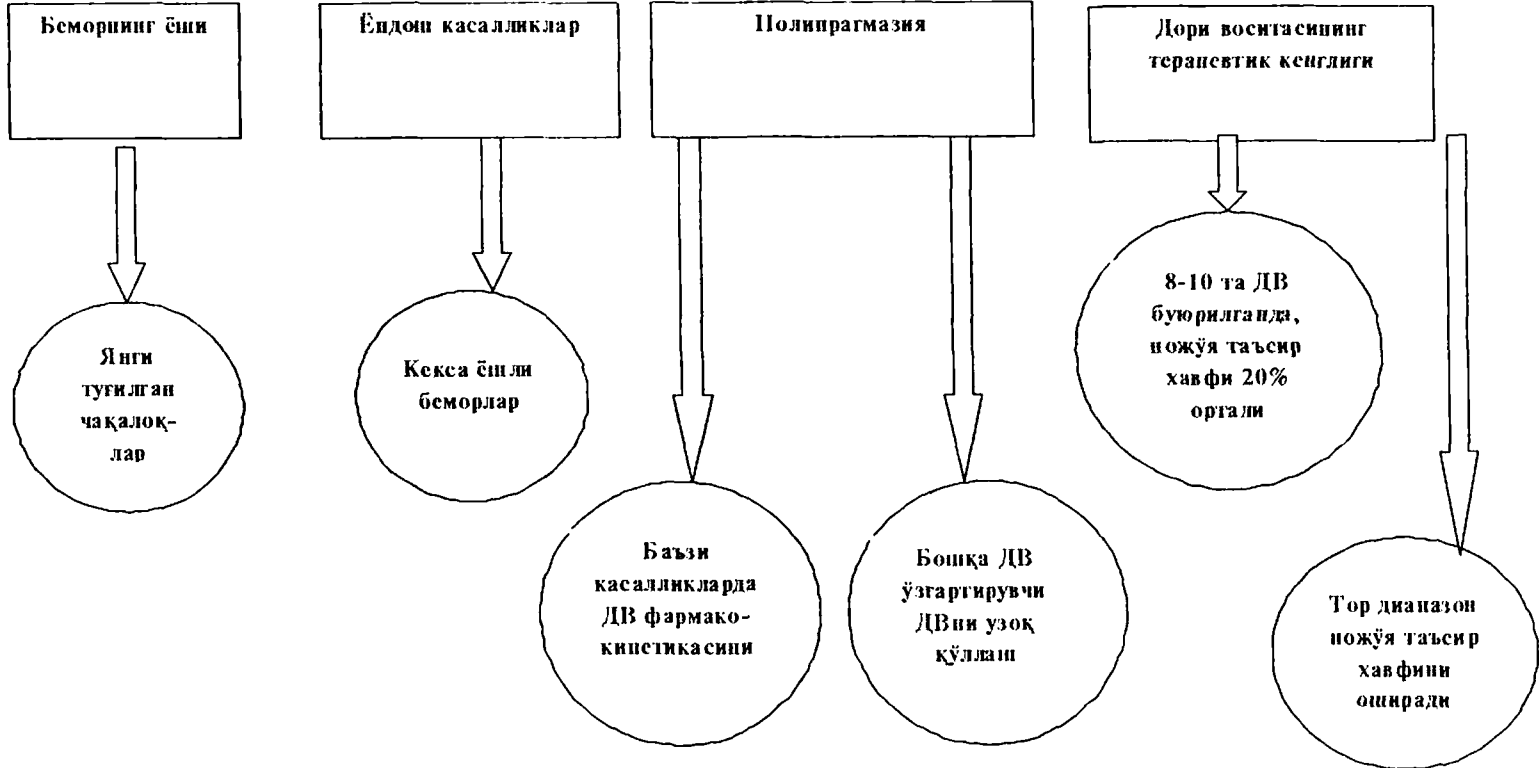 Беморнинг ёши
Ёндош касалликлар
Полипрагмазия
Дори воситасининг
терапевтик кенглиги
Янги
туғилган
чақалоқ-
лар
Кекса ёшли
беморлар
Баъзи
касалликларда
ДВ фармако-
кинетикасини
Бошқа ДВ
ўзгартирувчи
ДВни узоқ
қўллаш
8-10 та ДВ
буюрилганда,
ножўя таъсир
хавфи 20%
ортали
Тор диапазон
ножўя таъсир
хавфини
оширади